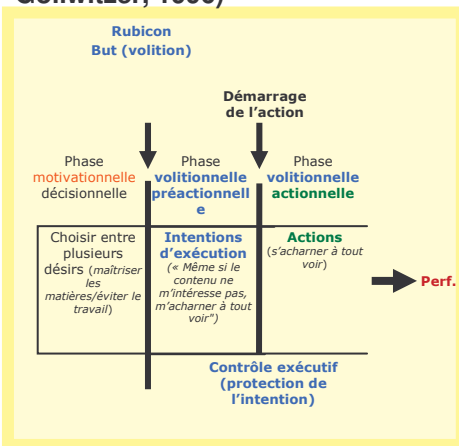 Gollwitzer, 1996)
Rubicon
But (volition)
Démarrage
de l'action
Phase
motivationnelle
décisionnelle
Phase
volitionnelle
préactionnell
e
Phase
volitionnelle
actionnelle
Choisir entre
plusieurs
désirs (maîtriser
les
matières/éviter le
travail)
Intentions
d'exécution
(« Même si le
contenu ne
m'intéresse pas,
m'acharner à tout
voir")
Actions
(s'acharner à tout
voir)
Perf.
Contrôle exécutif
(protection de
l'intention)